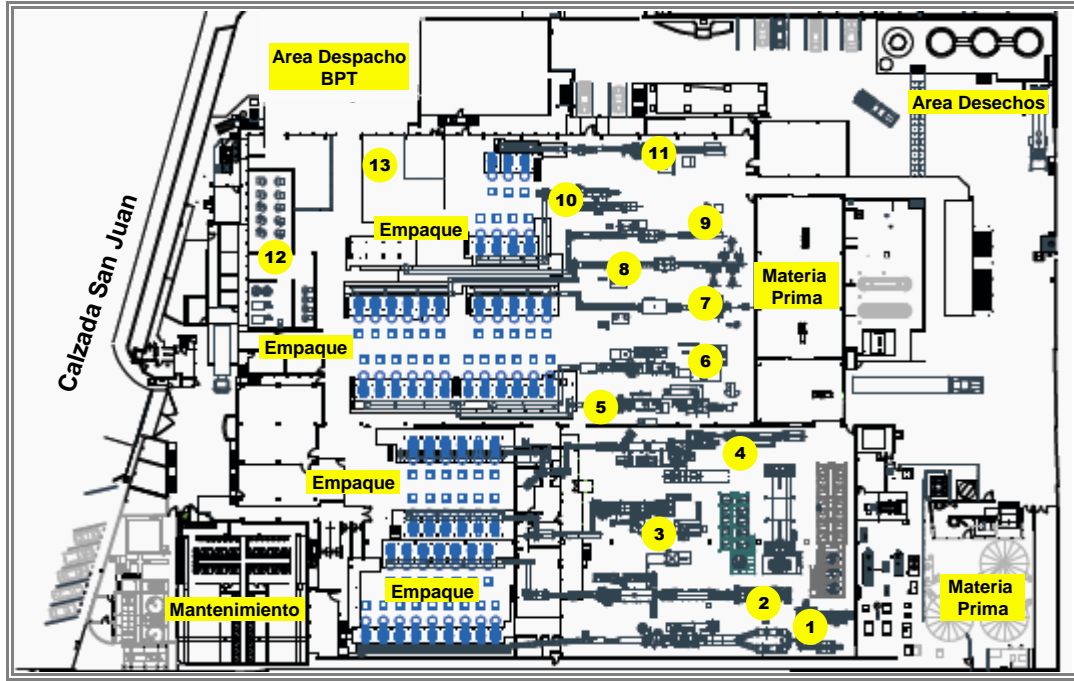 Area Despacho
BPT
Area Desechos
11
13
10
9
Empaque
12
8
Materia
Prima
7
Calzada San Juan
Empaque
6
5
4
Empaque
3
Empaque
Mantenimiento
2
Materia
Prima
1